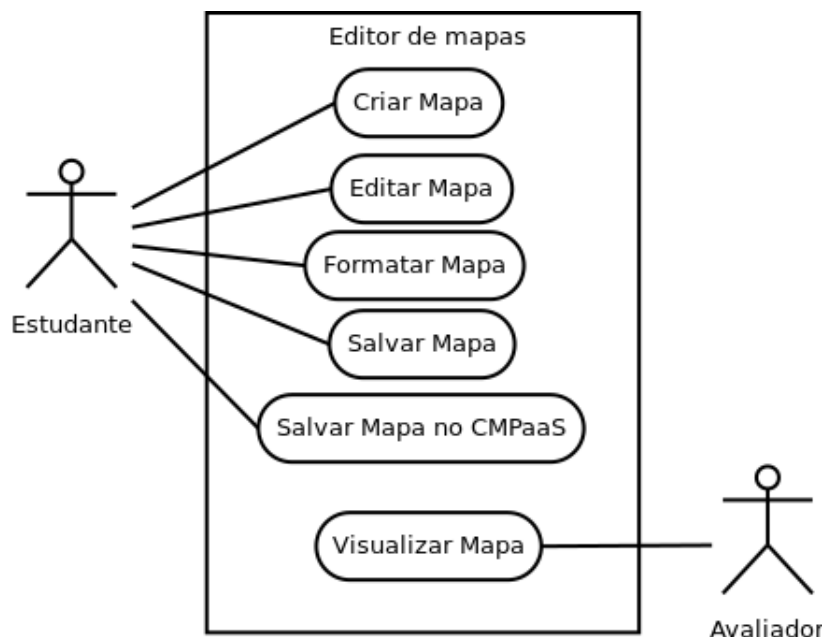 Editor de mapas
Criar Mapa
Editar Mapa
Formatar Mapa
Estudante
Salvar Mapa
Salvar Mapa no CMPaaS
Visualizar Mapa
Avaliador